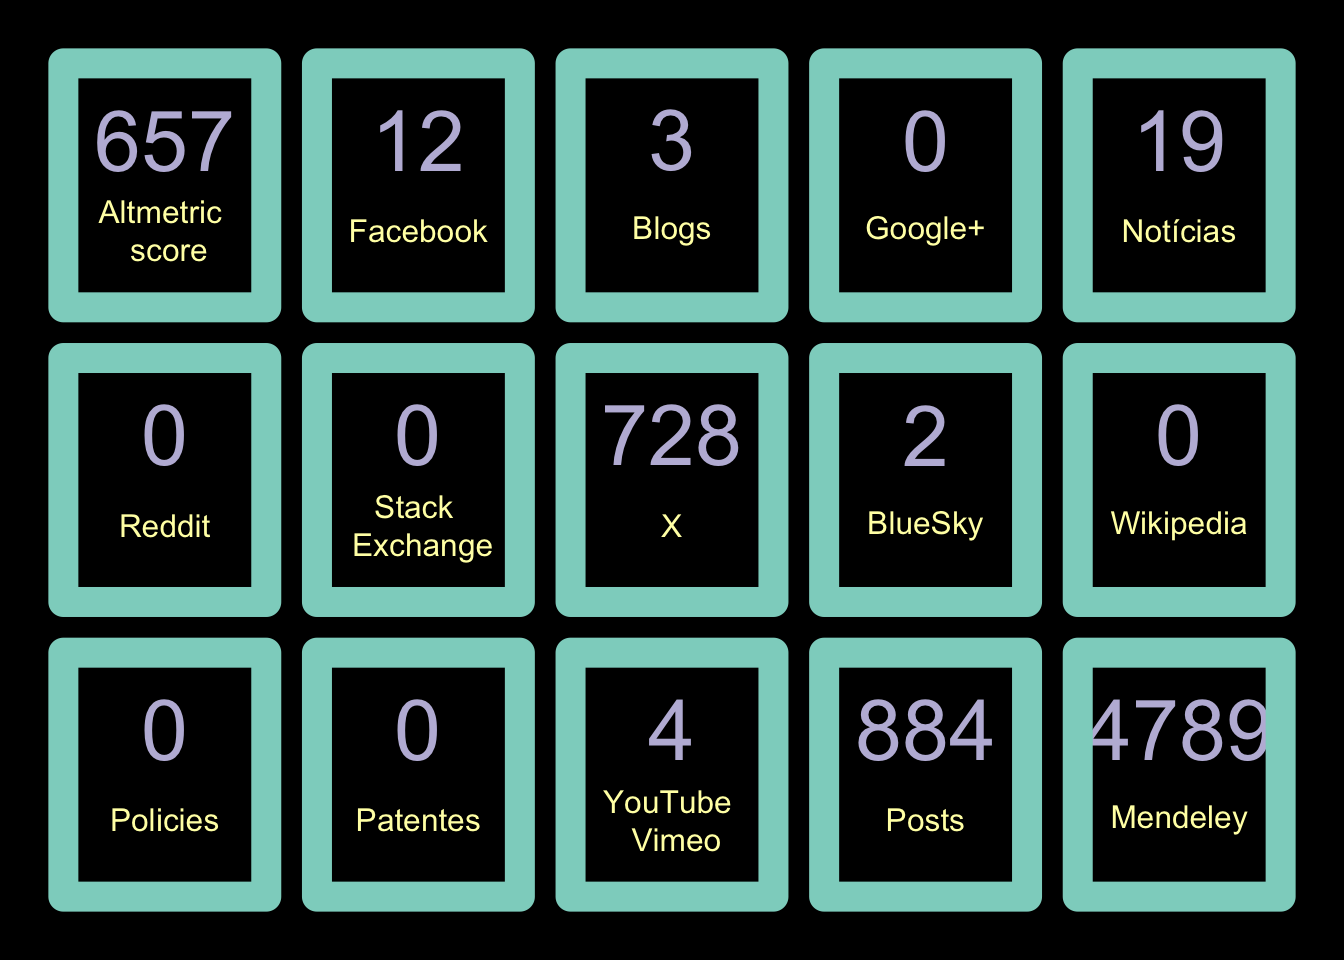 657
Altmetric
score
12
Facebook
3
Blogs
0
Google+
19
Notícias
0
Reddit
0
Stack
Exchange
728
X
2
BlueSky
0
Wikipedia
0
Policies
0
Patentes
4
YouTube
Vimeo
884
Posts
4789
Mendeley